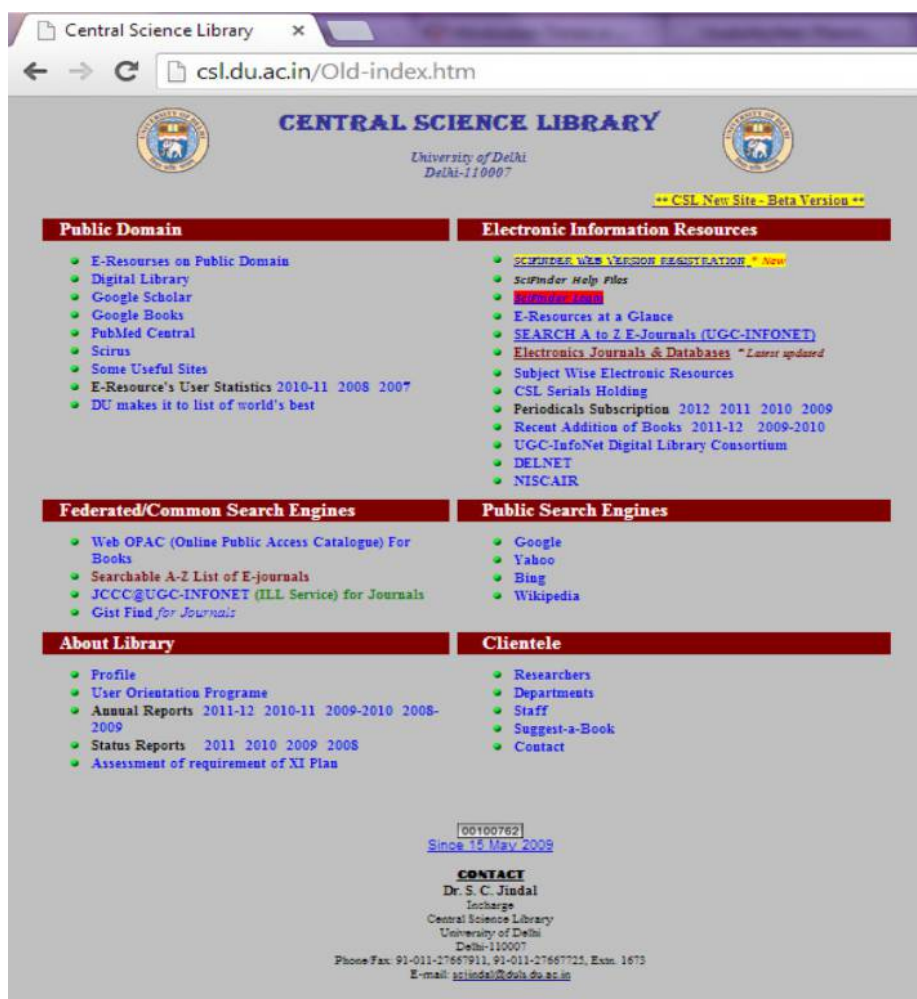 Central Science Library
csl.du.ac.in/Old-index.htm
CENTRAL SCIENCE LIBRARY
University of Delhi
Delhi-110007
** CSL New Site - Beta Version **
Public Domain
E-Resourses on Public Domain
Digital Library
Google Scholar
Google Books
PubMed Central
Scirus
Some Useful Sites
E-Resource's User Statistics 2010-11 2008 2007
DU makes it to list of world's best
Electronic Information Resources
SCIFINDER WEB VERSION REGISTRATION * New
SciFinder Help Files
SciFinder Login
E-Resources at a Glance
SEARCH A to Z E-Journals (UGC-INFONET)
Electronics Journals & Databases *Latest updated
Subject Wise Electronic Resources
CSL Serials Holding
Periodicals Subscription 2012 2011 2010 2009
Recent Addition of Books 2011-12 2009-2010
UGC-InfoNet Digital Library Consortium
DELNET
NISCAIR
Federated/Common Search Engines
Web OPAC (Online Public Access Catalogue) For
Books
Searchable A-Z List of E-journals
JCCC@UGC-INFONET (ILL Service) for Journals
Gist Find for Journals
Public Search Engines
Google
Yahoo
Bing
Wikipedia
About Library
Profile
User Orientation Programe
Annual Reports 2011-12 2010-11 2009-2010 2008-
2009
Status Reports 2011 2010 2009 2008
Assessment of requirement of XI Plan
Clientele
Researchers
Departments
Staff
Suggest-a-Book
Contact
00100762
Since 15 May 2009
CONTACT
Dr. S. C. Jindal
Incharge
Central Science Library
University of Delhi
Delhi-110007
Phone/Fax: 91-011-27667911, 91-011-27667725, Extn. 1673
E-mail: scjindal@duls.du.ac.in